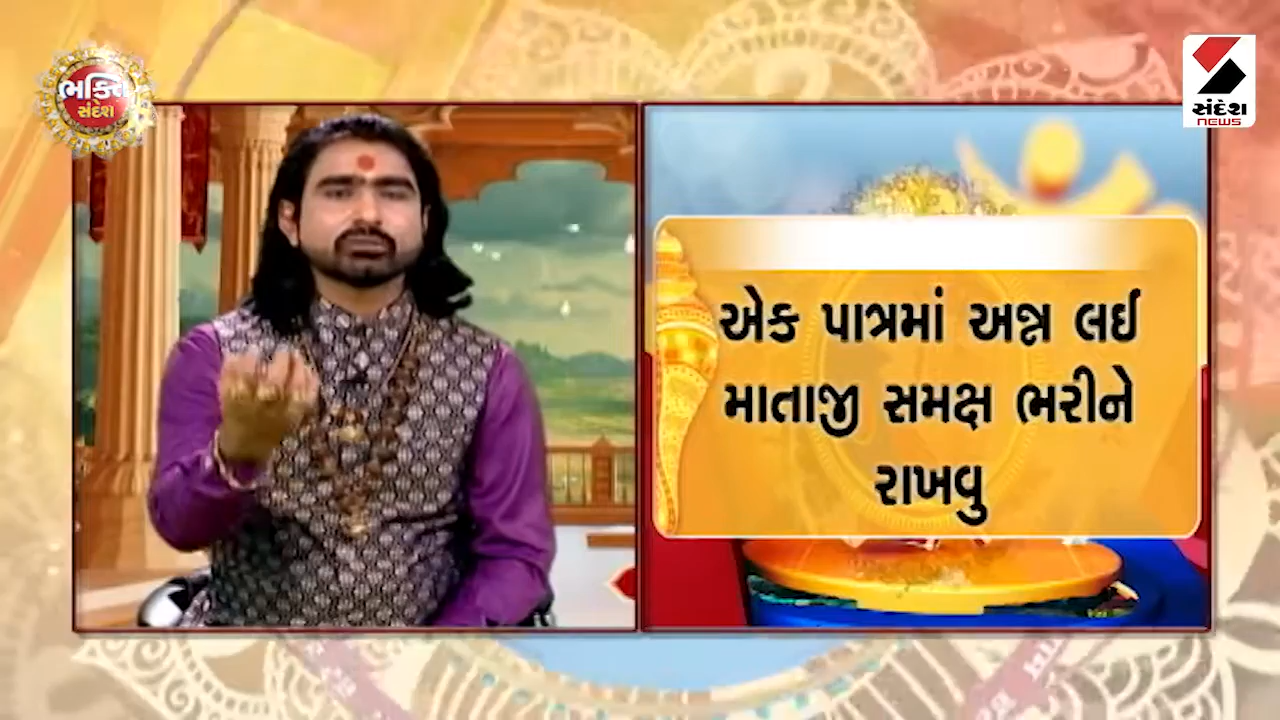 ભક્તિ
સંદેશ
સંદેશ
NEWS
એક પાત્રમાં અન્ન લઈ
માતાજી સમક્ષ ભરીને
રાખવુ